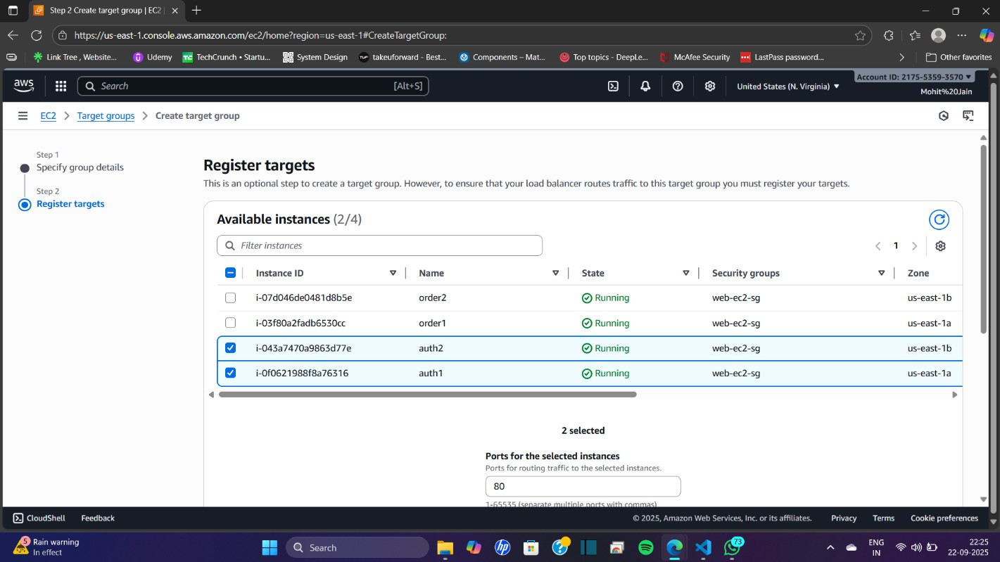 Step 2 Create target group | EC2
https://us-east-1.console.aws.amazon.com/ec2/home?region=us-east-1#CreateTargetGroup:
Link Tree , Website...
Udemy
TC
TechCrunch • Startu...
System Design
TUF
takeuforward - Best...
Components – Mat...
Top topics - DeepLe...
McAfee Security
LastPass password...
Other favorites
aws
Search
[Alt+S]
United States (N. Virginia)
Account ID: 2175-5359-3570
Mohit%20Jain
EC2
Target groups
Create target group
Step 1
Specify group details
Step 2
Register targets
Register targets
This is an optional step to create a target group. However, to ensure that your load balancer routes traffic to this target group you must register your targets.
Available instances (2/4)
Filter instances
1
Instance ID Name State Security groups Zone
i-07d046de0481d8b5e order2 Running web-ec2-sg us-east-1b
i-03f80a2fadb6530cc order1 Running web-ec2-sg us-east-1a
i-043a7470a9863d77e auth2 Running web-ec2-sg us-east-1b
i-0f0621988f8a76316 auth1 Running web-ec2-sg us-east-1a
2 selected
Ports for the selected instances
Ports for routing traffic to the selected instances.
80
1-65535 (separate multiple ports with commas)
CloudShell
Feedback
© 2025, Amazon Web Services, Inc. or its affiliates.
Privacy
Terms
Cookie preferences
5
Rain warning
In effect
Search
hp
73
ENG
IN
22:25
22-09-2025